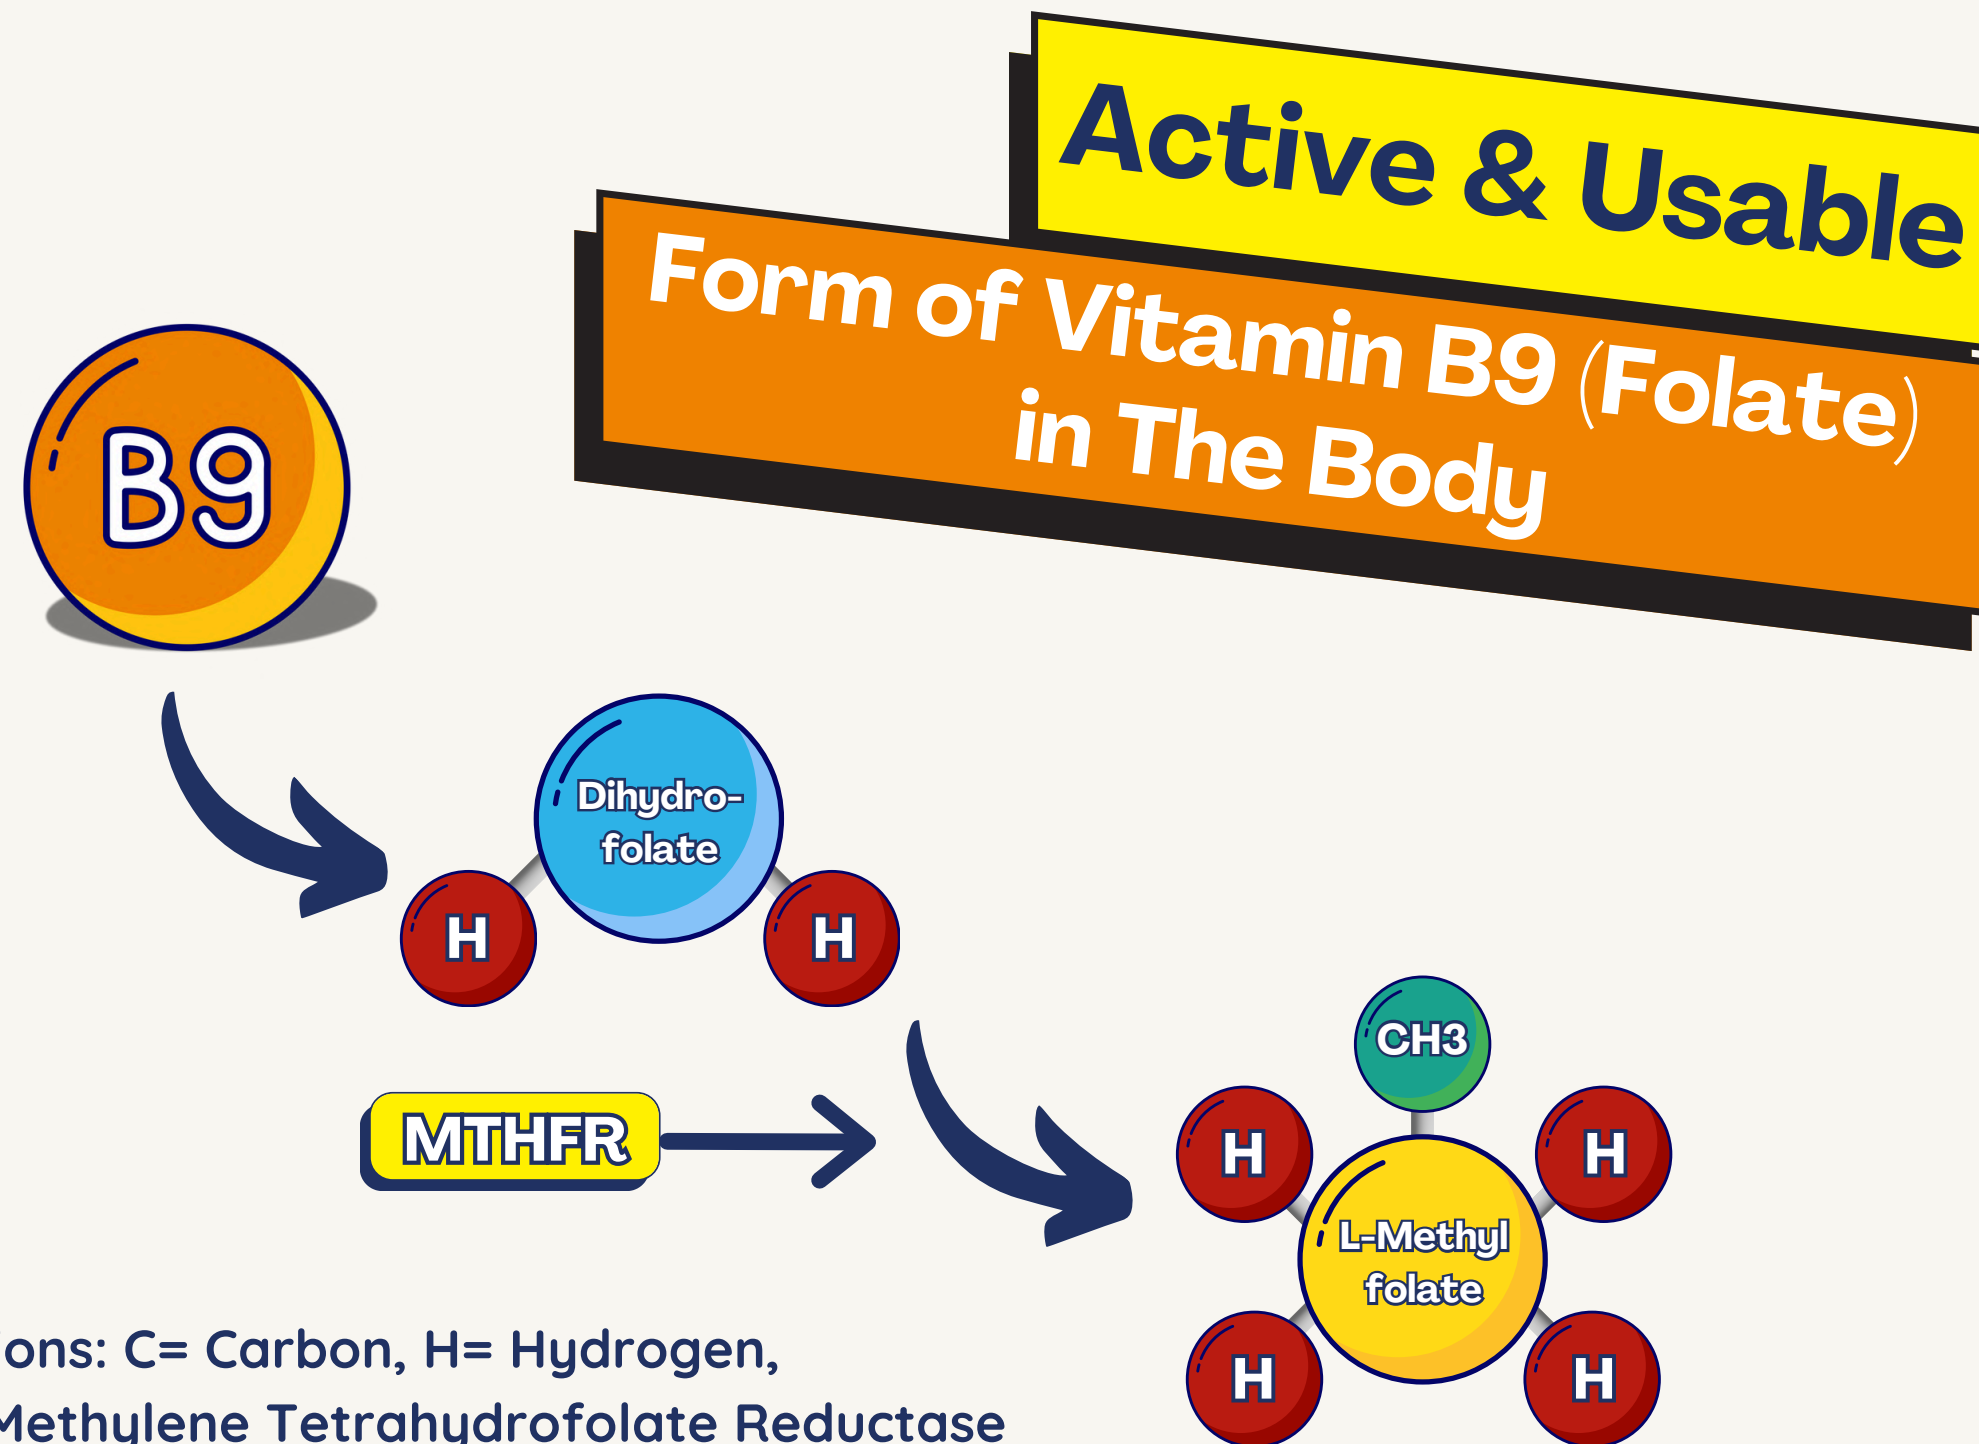 Active & Usable
Form of Vitamin B9 (Folate)
in The Body
B9
Dihydro-
folate
H
H
MTHFR
CH3
H
H
L-Methyl
folate
H
H
ons: C= Carbon, H= Hydrogen,
Methylene Tetrahydrofolate Reductase